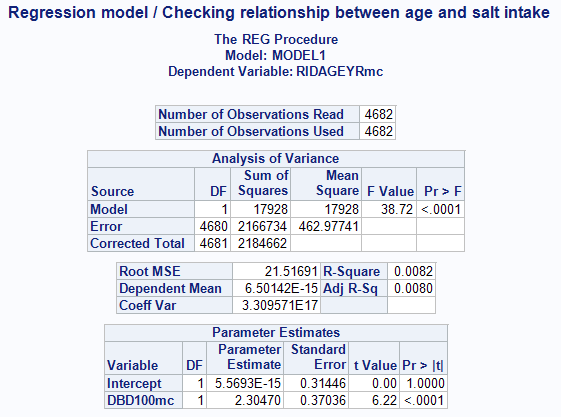 Regression model / Checking relationship between age and salt intake
The REG Procedure
Model: MODEL1
Dependent Variable: RIDAGEYRmc
Number of Observations Read 4682
Number of Observations Used 4682
Analysis of Variance
Source DF Sum of Squares Mean Square F Value Pr > F
Model 1 17928 17928 38.72 <.0001
Error 4680 2166734 462.97741
Corrected Total 4681 2184662
Root MSE 21.51691 R-Square 0.0082
Dependent Mean 6.50142E-15 Adj R-Sq 0.0080
Coeff Var 3.309571E17
Parameter Estimates
Variable DF Parameter Estimate Standard Error t Value Pr > |t|
Intercept 1 5.5693E-15 0.31446 0.00 1.0000
DBD100mc 1 2.30470 0.37036 6.22 <.0001